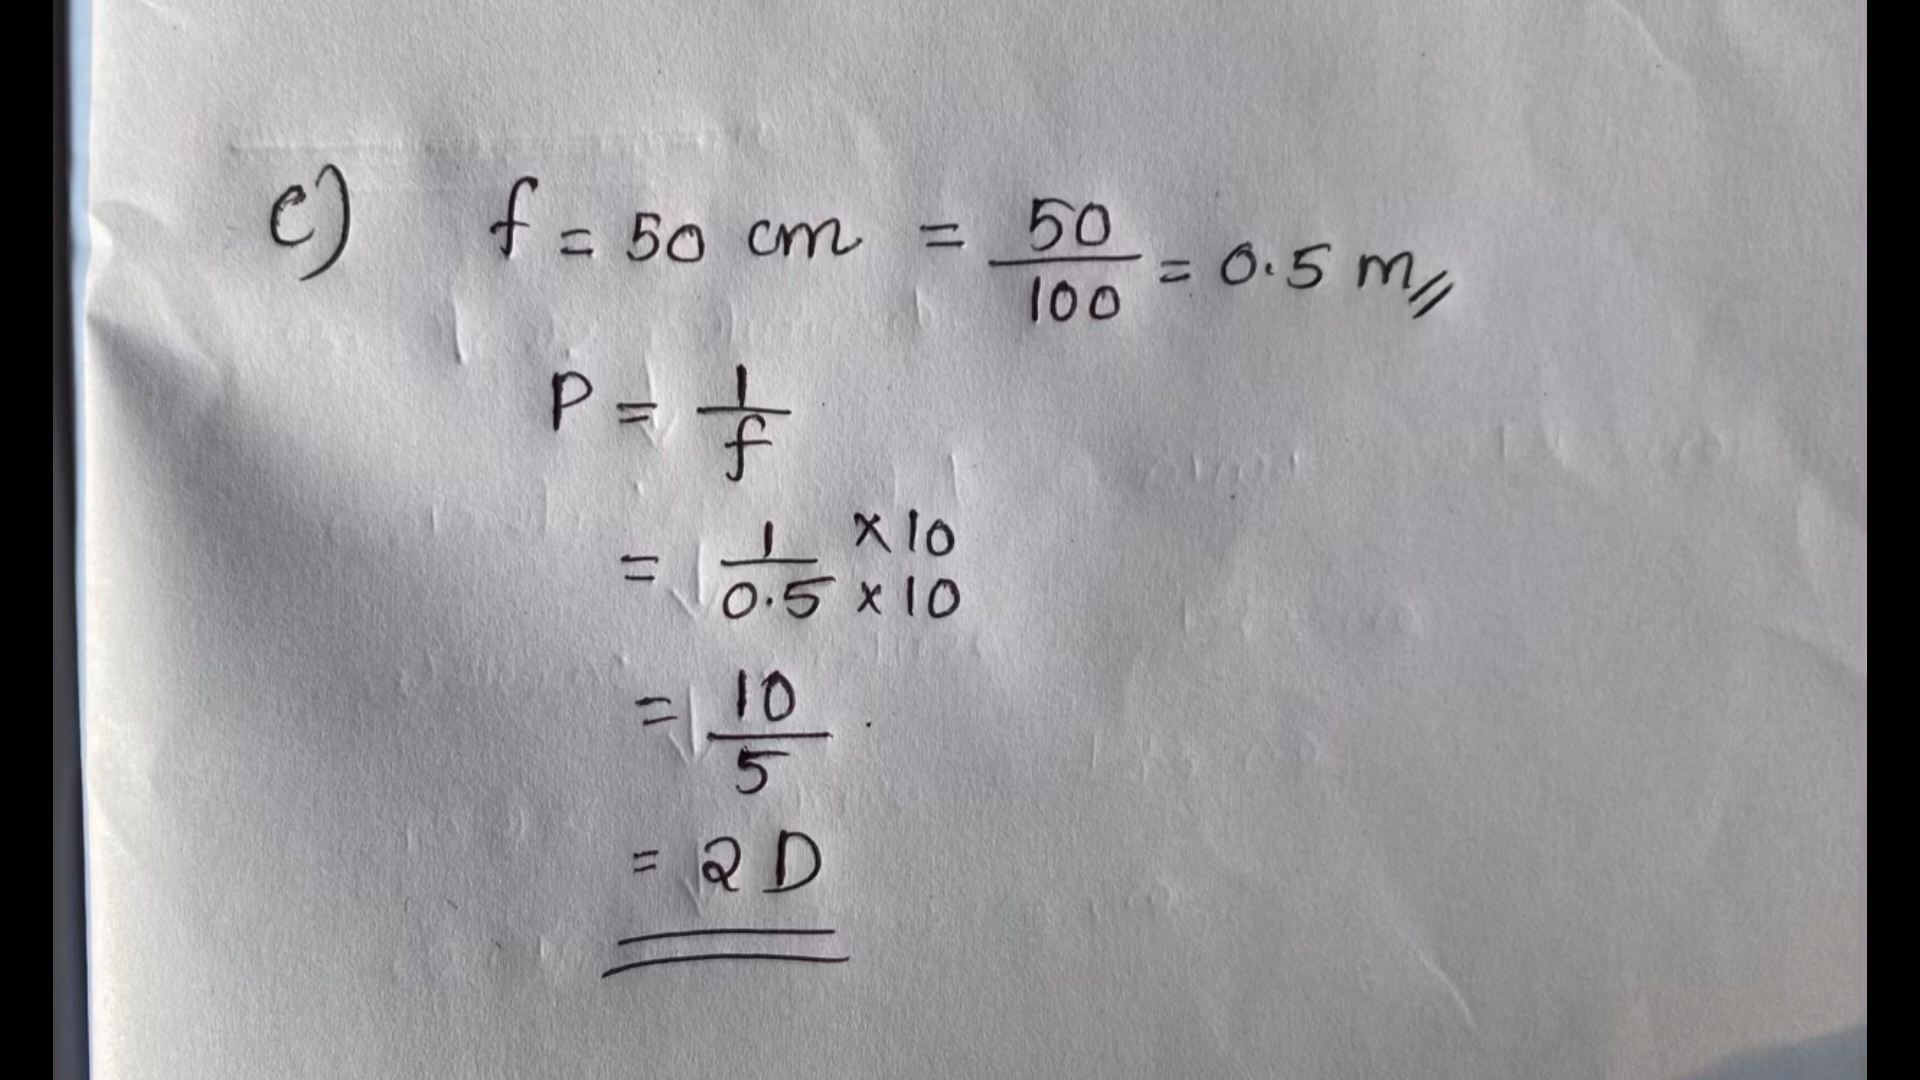 c) f = 50 cm = 50/100 = 0.5 m//
P = 1/f
= 1/0.5 ×10/×10
= 10/5
= 2 D